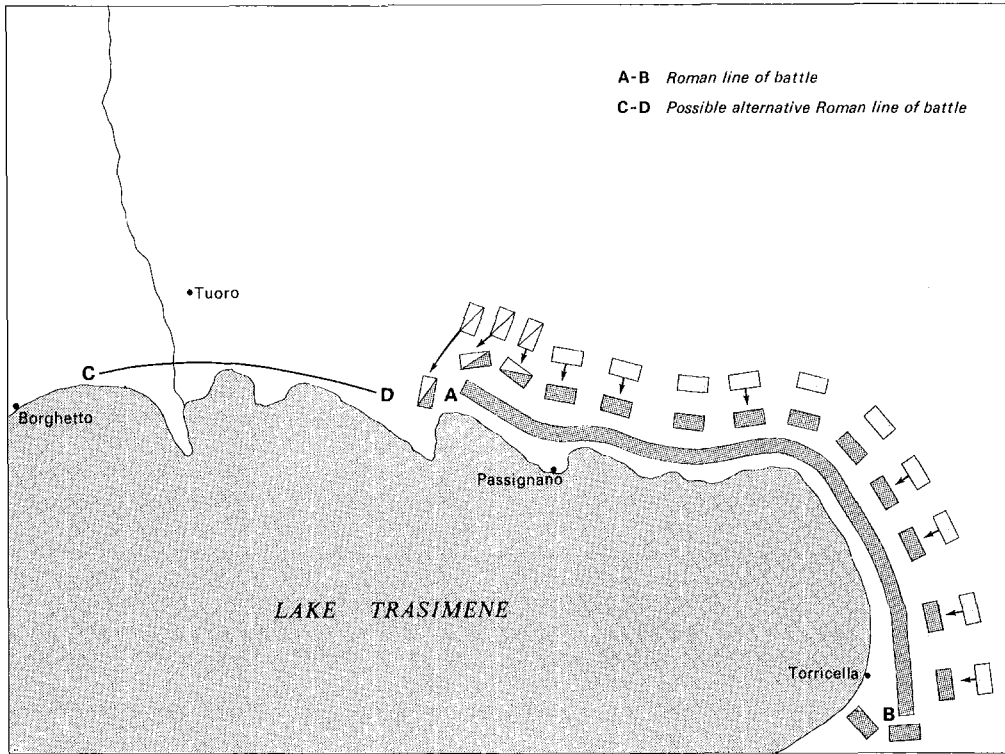 A-B Roman line of battle
C-D Possible alternative Roman line of battle
Tuoro
C
D
A
Borghetto
Passignano
LAKE TRASIMENE
Torricella
B